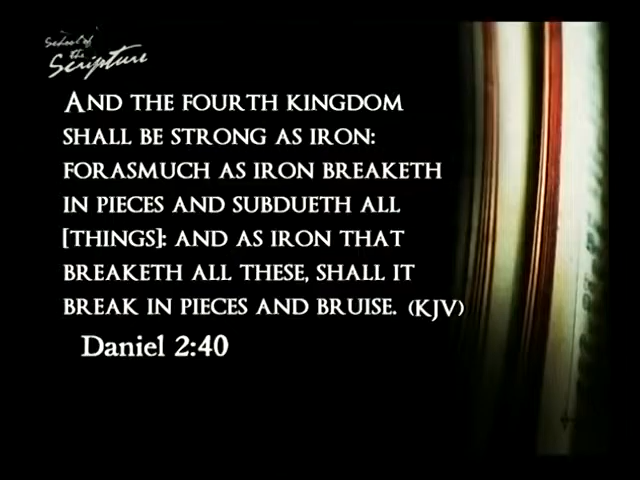 School of
the
Scripture
AND THE FOURTH KINGDOM
SHALL BE STRONG AS IRON:
FORASMUCH AS IRON BREAKETH
IN PIECES AND SUBDUETH ALL
[THINGS]: AND AS IRON THAT
BREAKETH ALL THESE, SHALL IT
BREAK IN PIECES AND BRUISE. (KJV)
Daniel 2:40